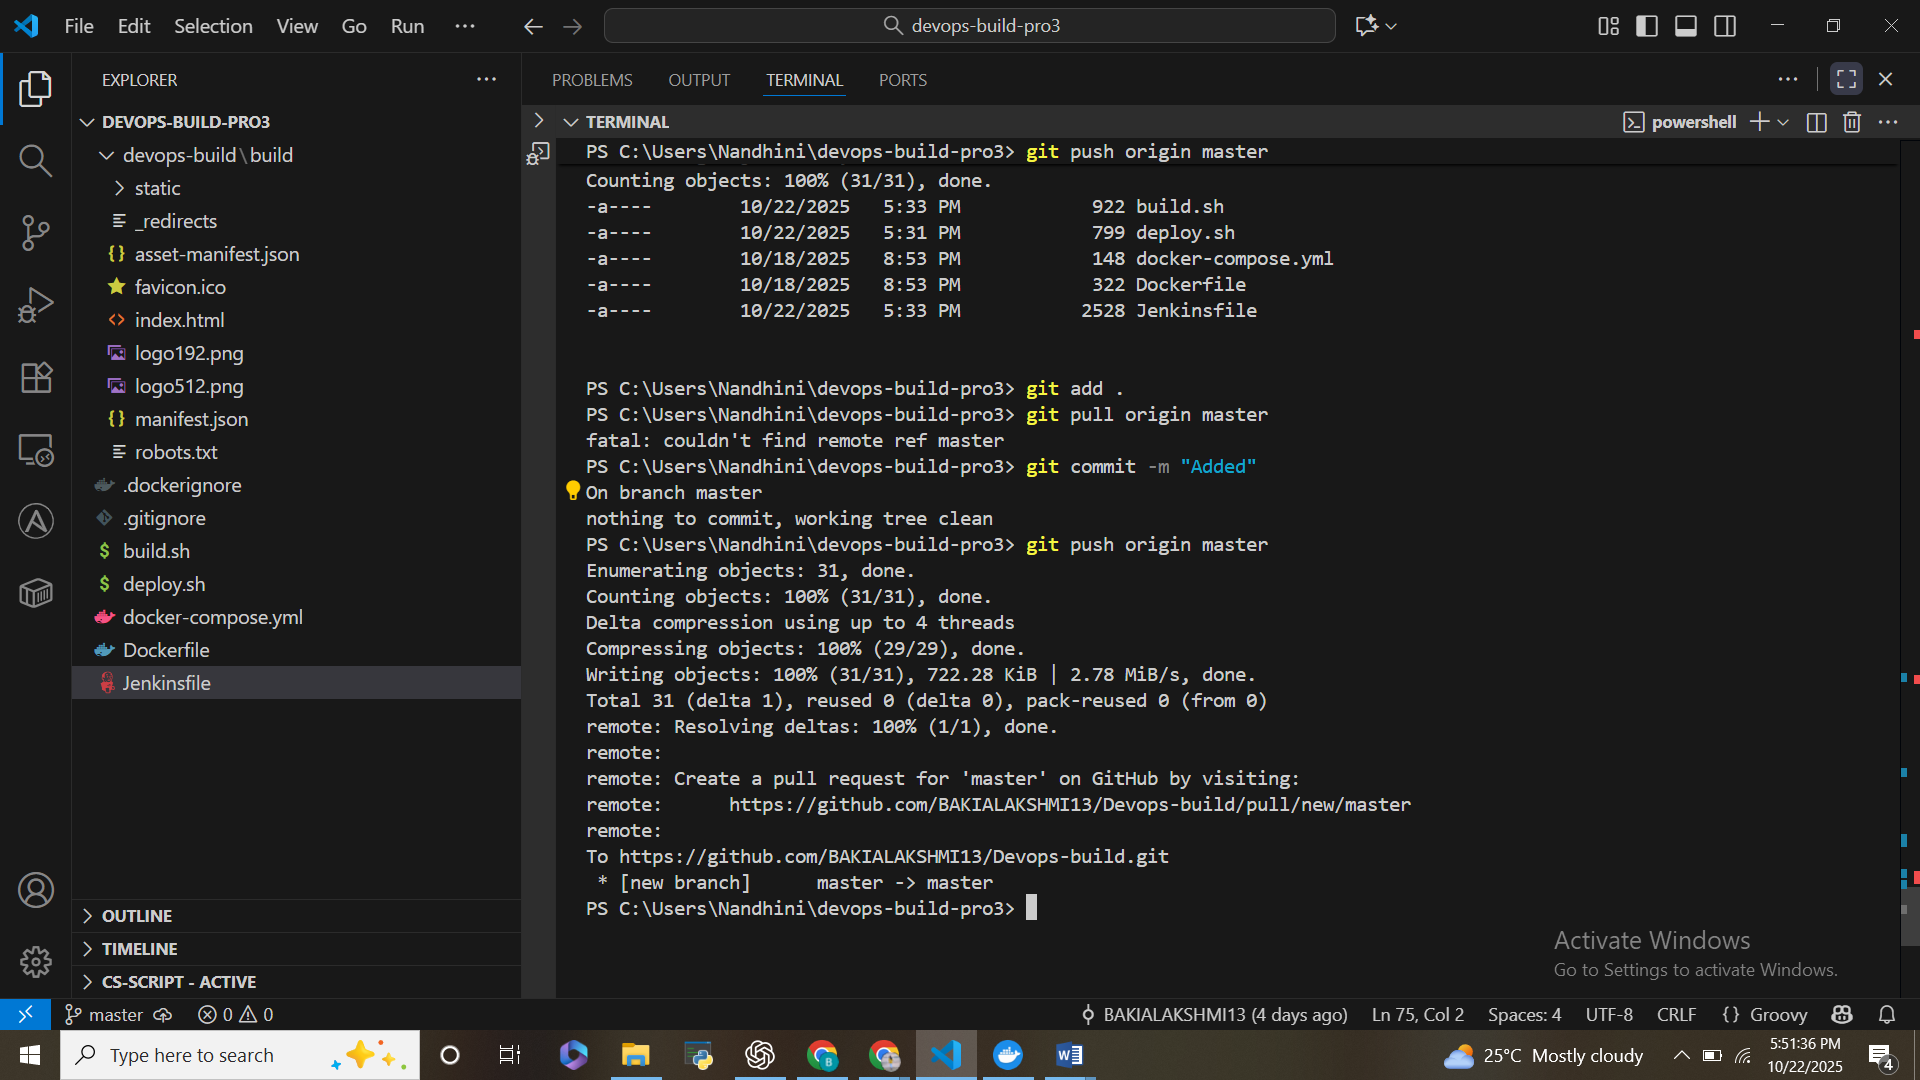 File Edit Selection View Go Run ···
devops-build-pro3
EXPLORER
DEVOPS-BUILD-PRO3
devops-build\build
static
_redirects
asset-manifest.json
favicon.ico
index.html
logo192.png
logo512.png
manifest.json
robots.txt
.dockerignore
.gitignore
build.sh
deploy.sh
docker-compose.yml
Dockerfile
Jenkinsfile
OUTLINE
TIMELINE
CS-SCRIPT - ACTIVE
PROBLEMS OUTPUT TERMINAL PORTS
TERMINAL
powershell
PS C:\Users\Nandhini\devops-build-pro3> git push origin master
Counting objects: 100% (31/31), done.
-a---- 10/22/2025 5:33 PM 922 build.sh
-a---- 10/22/2025 5:31 PM 799 deploy.sh
-a---- 10/18/2025 8:53 PM 148 docker-compose.yml
-a---- 10/18/2025 8:53 PM 322 Dockerfile
-a---- 10/22/2025 5:33 PM 2528 Jenkinsfile
PS C:\Users\Nandhini\devops-build-pro3> git add .
PS C:\Users\Nandhini\devops-build-pro3> git pull origin master
fatal: couldn't find remote ref master
PS C:\Users\Nandhini\devops-build-pro3> git commit -m "Added"
On branch master
nothing to commit, working tree clean
PS C:\Users\Nandhini\devops-build-pro3> git push origin master
Enumerating objects: 31, done.
Counting objects: 100% (31/31), done.
Delta compression using up to 4 threads
Compressing objects: 100% (29/29), done.
Writing objects: 100% (31/31), 722.28 KiB | 2.78 MiB/s, done.
Total 31 (delta 1), reused 0 (delta 0), pack-reused 0 (from 0)
remote: Resolving deltas: 100% (1/1), done.
remote:
remote: Create a pull request for 'master' on GitHub by visiting:
remote: https://github.com/BAKIALAKSHMI13/Devops-build/pull/new/master
remote:
To https://github.com/BAKIALAKSHMI13/Devops-build.git
* [new branch] master -> master
PS C:\Users\Nandhini\devops-build-pro3>
Activate Windows
Go to Settings to activate Windows.
master 0 0 BAKIALAKSHMI13 (4 days ago) Ln 75, Col 2 Spaces: 4 UTF-8 CRLF {} Groovy
Type here to search
25°C Mostly cloudy
5:51:36 PM
10/22/2025
4